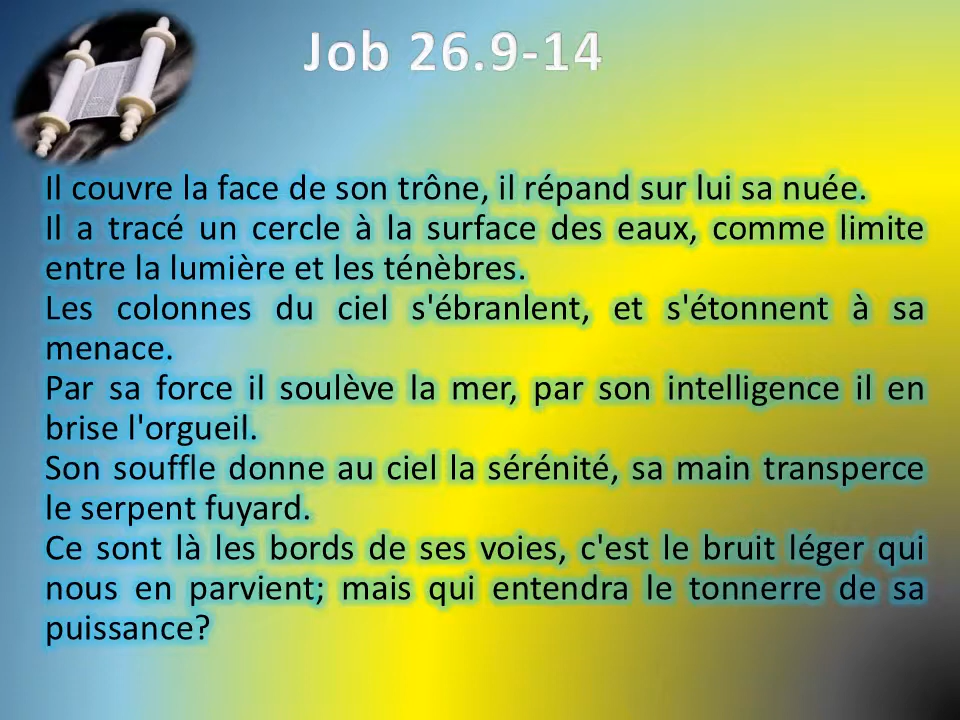 Job 26.9-14
Il couvre la face de son trône, il répand sur lui sa nuée.
Il a tracé un cercle à la surface des eaux, comme limite
entre la lumière et les ténèbres.
Les colonnes du ciel s'ébranlent, et s'étonnent à sa
menace.
Par sa force il soulève la mer, par son intelligence il en
brise l'orgueil.
Son souffle donne au ciel la sérénité, sa main transperce
le serpent fuyard.
Ce sont là les bords de ses voies, c'est le bruit léger qui
nous en parvient; mais qui entendra le tonnerre de sa
puissance?